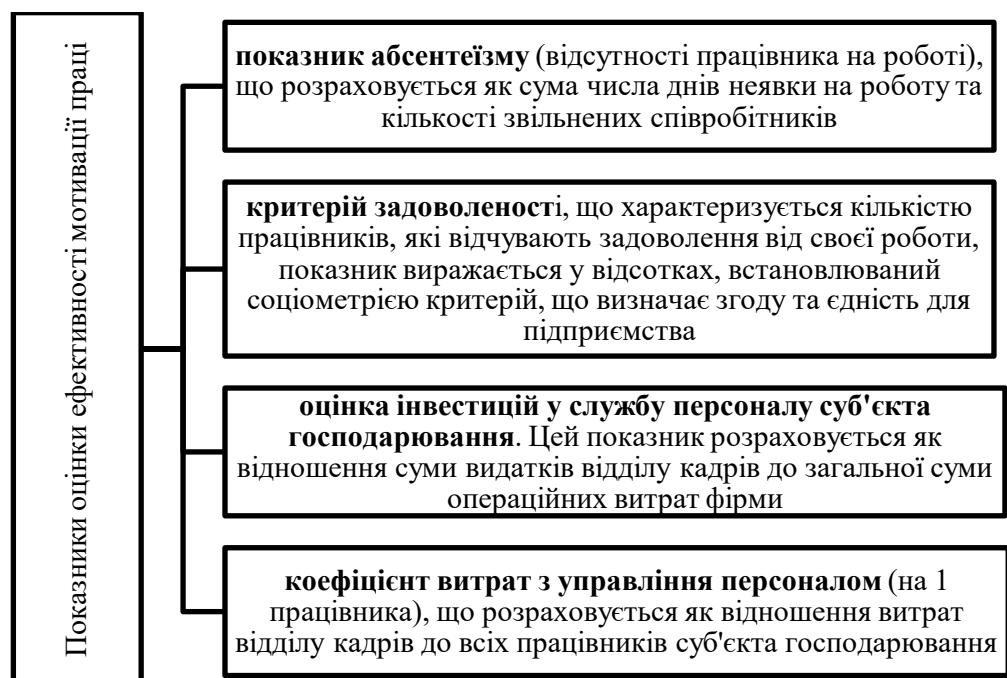 Показники оцінки ефективності мотивації праці
показник абсентеїзму (відсутності працівника на роботі),
що розраховується як сума числа днів неявки на роботу та
кількості звільнених співробітників
критерій задоволеності, що характеризується кількістю
працівників, які відчувають задоволення від своєї роботи,
показник виражається у відсотках, встановлюваний
соціометрією критерій, що визначає згоду та єдність для
підприємства
оцінка інвестицій у службу персоналу суб'єкта
господарювання. Цей показник розраховується як
відношення суми видатків відділу кадрів до загальної суми
операційних витрат фірми
коефіцієнт витрат з управління персоналом (на 1
працівника), що розраховується як відношення витрат
відділу кадрів до всіх працівників суб'єкта господарювання